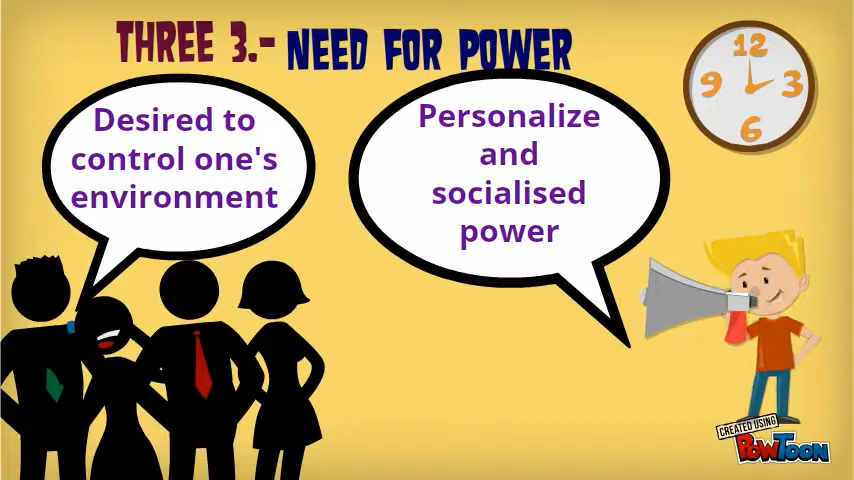 THREE 3.- NEED FOR POWER
Desired to
control one's
environment
Personalize
and
socialised
power
12
9 3
6
CREATED USING
POWTOON